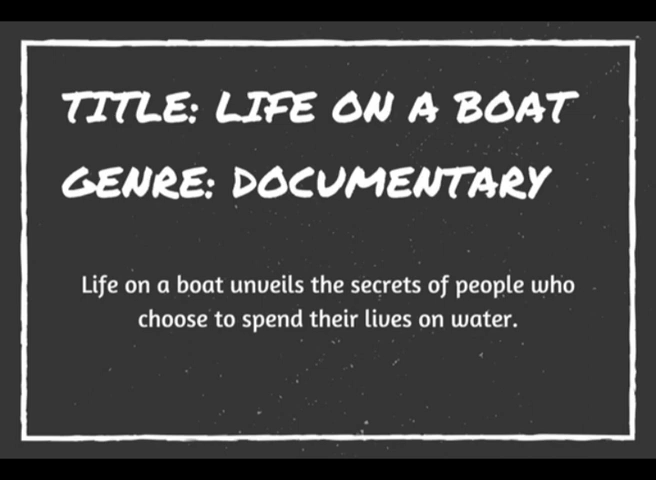 TITLE: LIFE ON A BOAT
GENRE: DOCUMENTARY
Life on a boat unveils the secrets of people who
choose to spend their lives on water.